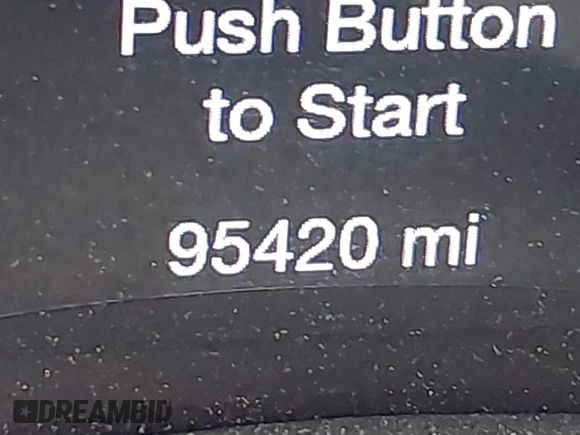 Push Button
to Start
95420 mi
DREAMBID